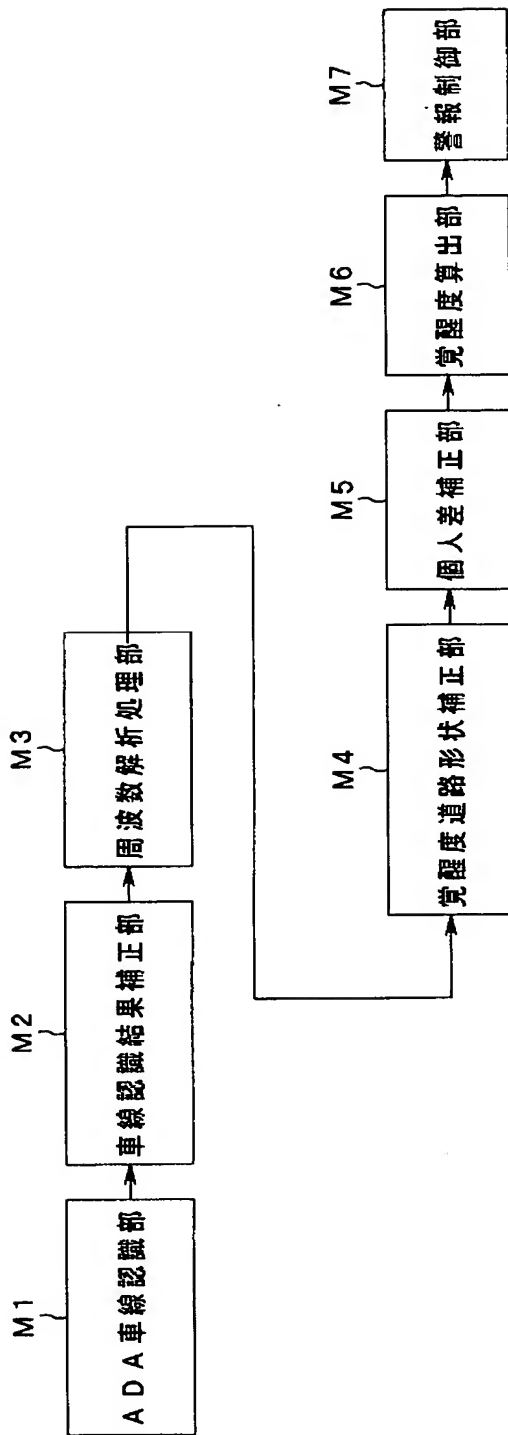 M1
ADA車線認識部
M2
車線認識結果補正部
M3
周波数解析処理部
M4
覚醒度道路形状補正部
M5
個人差補正部
M6
覚醒度算出部
M7
警報制御部